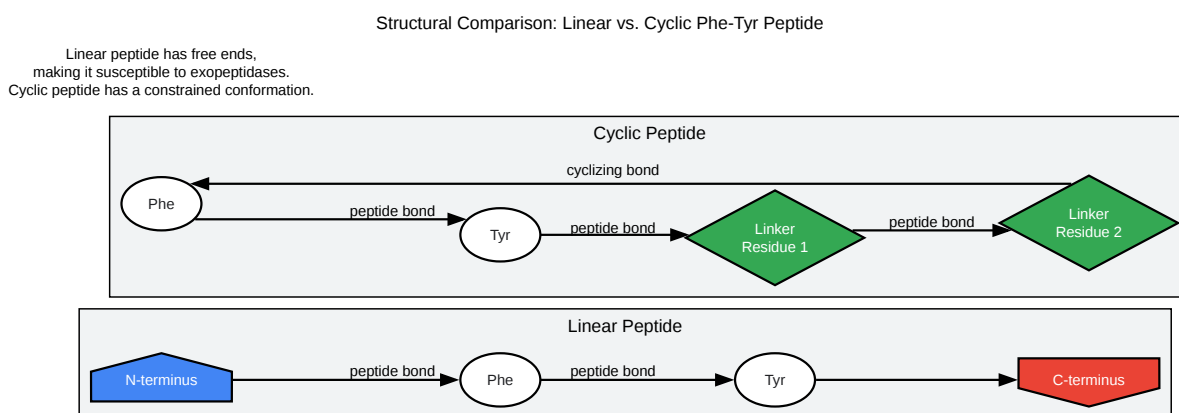 Structural Comparison: Linear vs. Cyclic Phe-Tyr Peptide
Linear peptide has free ends,
making it susceptible to exopeptidases.
Cyclic peptide has a constrained conformation.
Cyclic Peptide
cyclizing bond
Phe
peptide bond
Tyr
peptide bond
Linker
Residue 1
peptide bond
Linker
Residue 2
Linear Peptide
N-terminus
peptide bond
Phe
peptide bond
Tyr
C-terminus